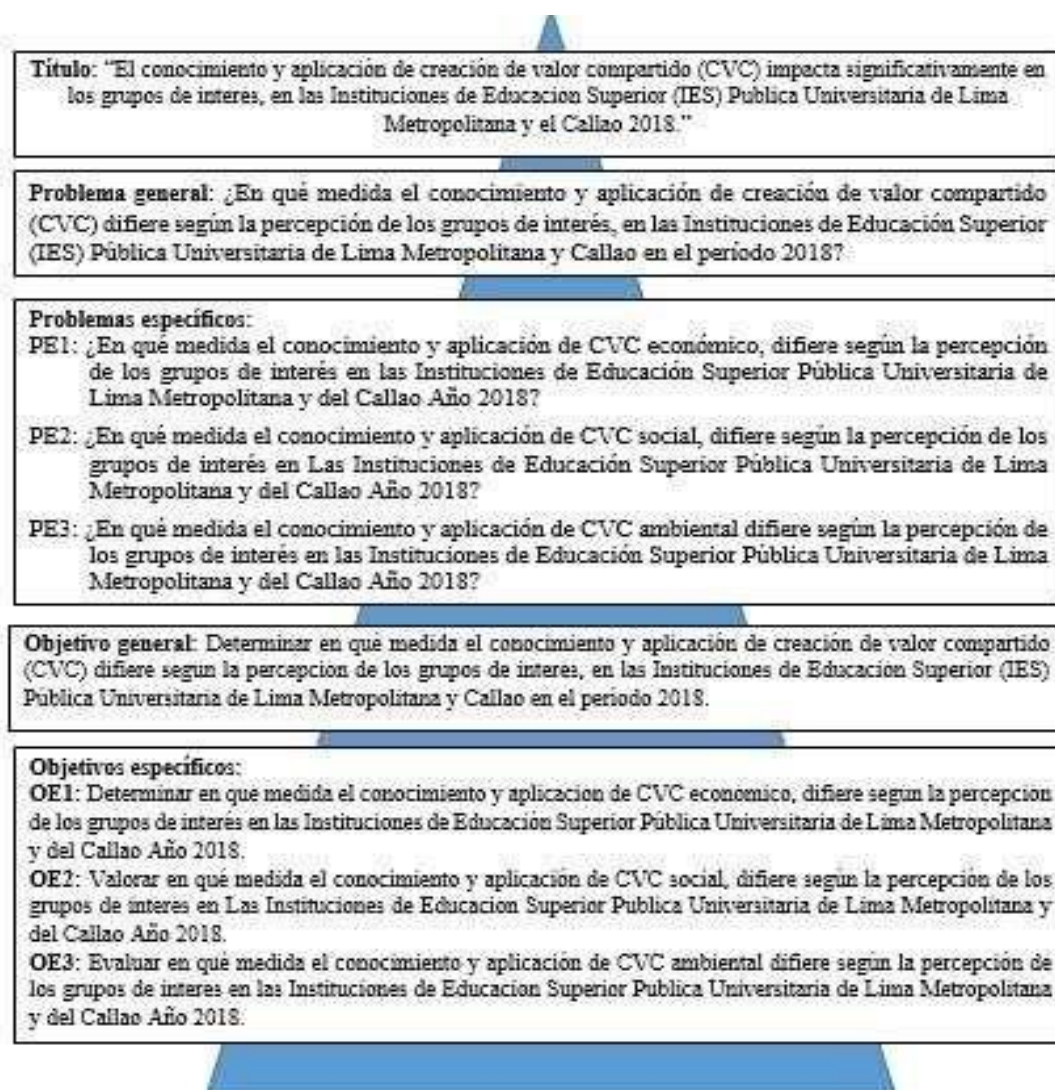 Título: “El conocimiento y aplicación de creación de valor compartido (CVC) impacta significativamente en
los grupos de interés, en las Instituciones de Educacion Superior (IES) Publica Universitaria de Lima
Metropolitana y el Callao 2018.”
Problema general: ¿En qué medida el conocimiento y aplicación de creación de valor compartido
(CVC) difiere según la percepción de los grupos de interés, en las Instituciones de Educación Superior
(IES) Pública Universitaria de Lima Metropolitana y Callao en el período 2018?
Problemas específicos:
PE1: ¿En qué medida el conocimiento y aplicación de CVC económico, difiere según la percepción
de los grupos de interés en las Instituciones de Educación Superior Pública Universitaria de
Lima Metropolitana y del Callao Año 2018?
PE2: ¿En qué medida el conocimiento y aplicación de CVC social, difiere según la percepción de los
grupos de interés en Las Instituciones de Educación Superior Pública Universitaria de Lima
Metropolitana y del Callao Año 2018?
PE3: ¿En qué medida el conocimiento y aplicación de CVC ambiental difiere según la percepción de
los grupos de interés en las Instituciones de Educación Superior Pública Universitaria de Lima
Metropolitana y del Callao Año 2018?
Objetivo general: Determinar en qué medida el conocimiento y aplicación de creación de valor compartido
(CVC) difiere según la percepción de los grupos de interes, en las Instituciones de Educación Superior (IES)
Publica Universitaria de Lima Metropolitana y Callao en el periodo 2018.
Objetivos específicos:
OE1: Determinar en qué medida el conocimiento y aplicación de CVC económico, difiere según la percepción
de los grupos de interés en las Instituciones de Educación Superior Pública Universitaria de Lima Metropolitana
y del Callao Año 2018.
OE2: Valorar en qué medida el conocimiento y aplicación de CVC social, difiere según la percepción de los
grupos de interes en Las Instituciones de Educación Superior Publica Universitaria de Lima Metropolitana y
del Callao Año 2018.
OE3: Evaluar en qué medida el conocimiento y aplicación de CVC ambiental difiere según la percepción de
los grupos de interes en las Instituciones de Educacion Superior Publica Universitaria de Lima Metropolitana
y del Callao Año 2018.